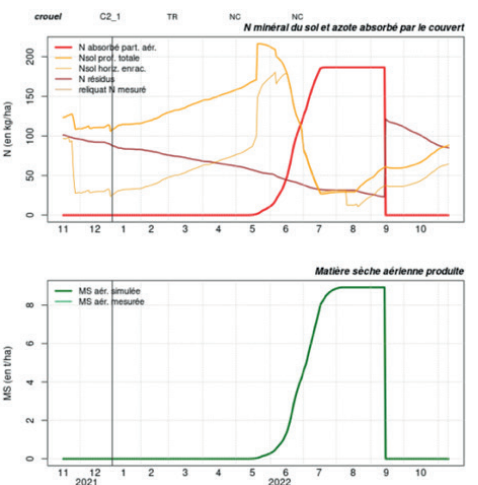 crouel C2_1 TR NC NC
N minéral du sol et azote absorbé par le couvert
N absorbé part. aér.
Nsol prof. totale
Nsol horiz. enrac.
N résidus
reliquat N mesuré
N (en kg/ha)
200
150
100
50
0
11 12 1 2 3 4 5 6 7 8 9 10
Matière sèche aérienne produite
MS aér. simulée
MS aér. mesurée
MS (en t/ha)
8
6
4
2
0
11 12 1 2 3 4 5 6 7 8 9 10
2021 2022